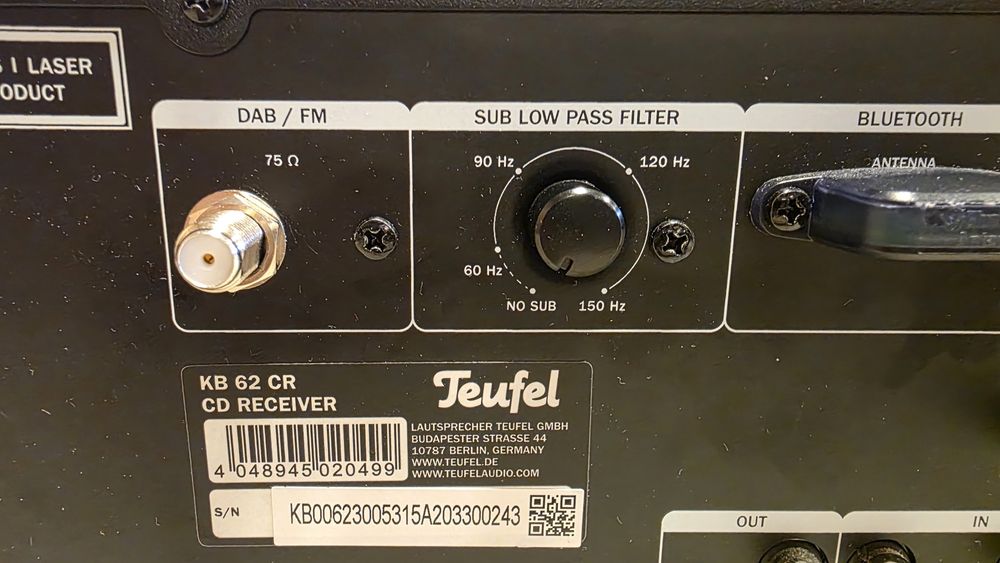 I LASER
ODUCT
DAB / FM
75 Ω
SUB LOW PASS FILTER
90 Hz
120 Hz
60 Hz
NO SUB
150 Hz
BLUETOOTH
ANTENNA
KB 62 CR
CD RECEIVER
Teufel
LAUTSPRECHER TEUFEL GMBH
BUDAPESTER STRASSE 44
10787 BERLIN, GERMANY
WWW.TEUFEL.DE
WWW.TEUFELAUDIO.COM
4 048945 020499
S/N
KB00623005315A203300243
OUT
IN